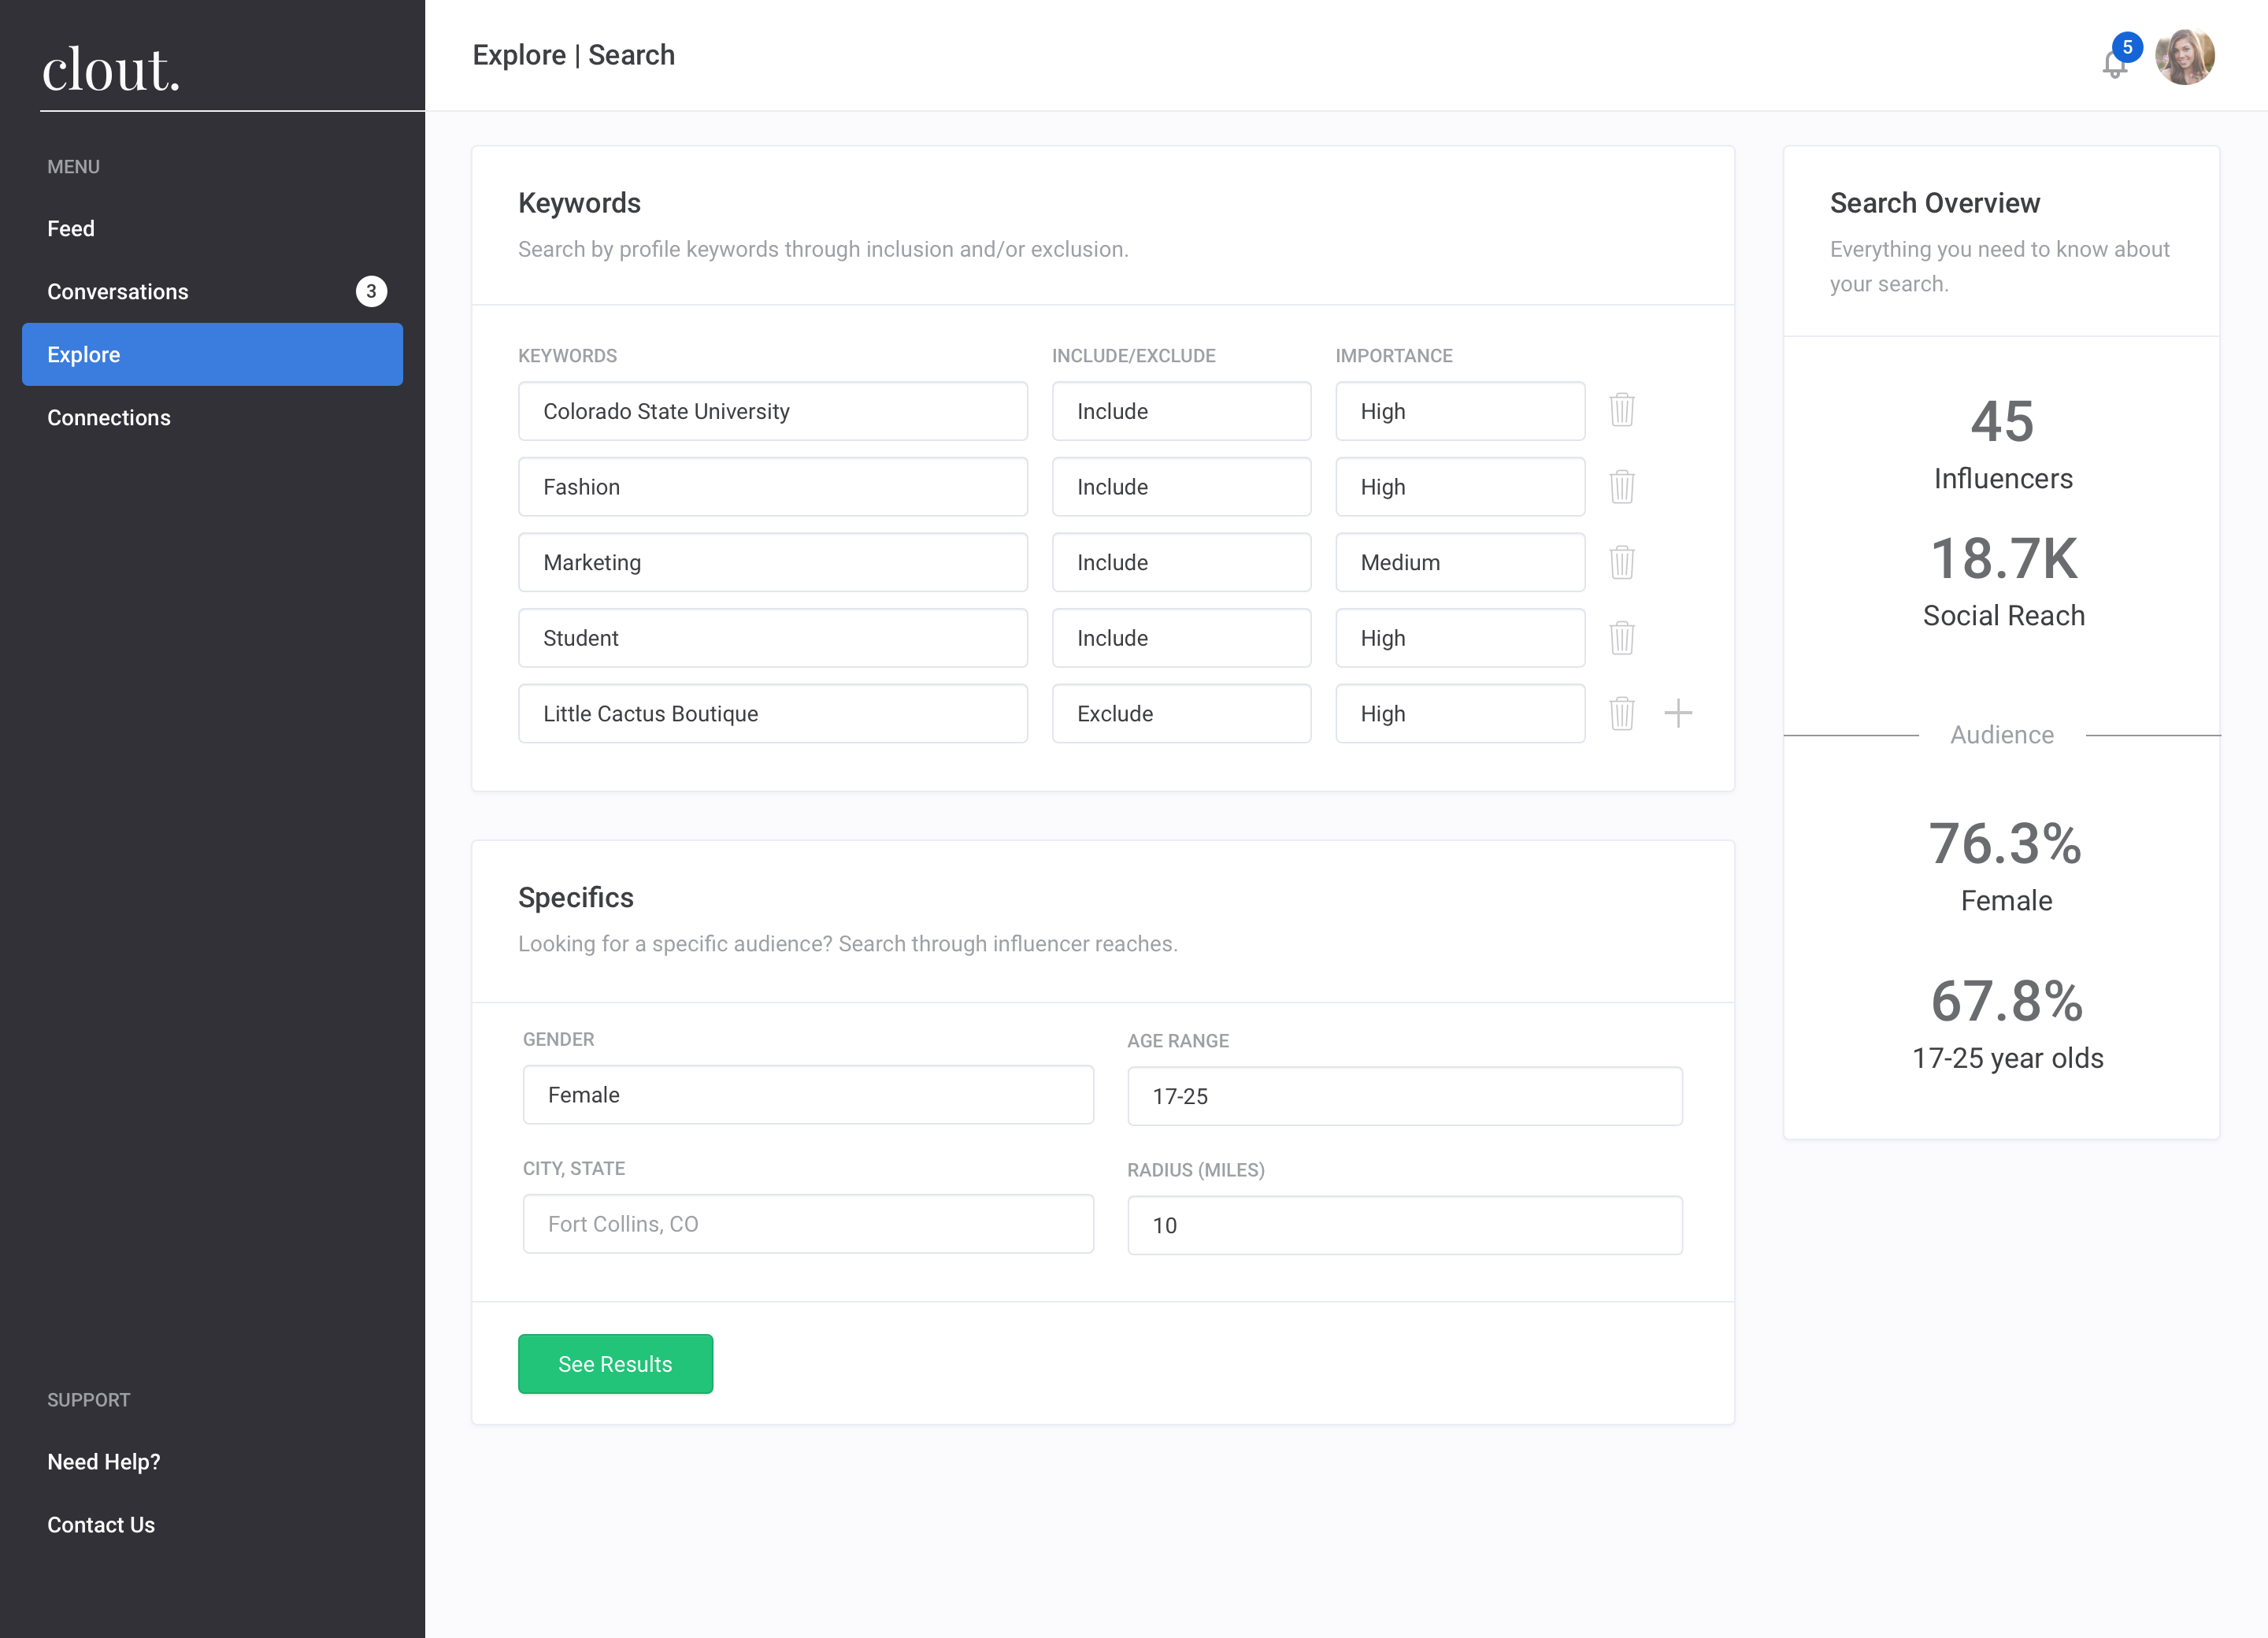 clout.
MENU
Feed
Conversations 3
Explore
Connections
SUPPORT
Need Help?
Contact Us
Explore | Search
5
Keywords
Search by profile keywords through inclusion and/or exclusion.
KEYWORDS INCLUDE/EXCLUDE IMPORTANCE
Colorado State University Include High
Fashion Include High
Marketing Include Medium
Student Include High
Little Cactus Boutique Exclude High
Specifics
Looking for a specific audience? Search through influencer reaches.
GENDER AGE RANGE
Female 17-25
CITY, STATE RADIUS (MILES)
Fort Collins, CO 10
See Results
Search Overview
Everything you need to know about
your search.
45
Influencers
18.7K
Social Reach
Audience
76.3%
Female
67.8%
17-25 year olds